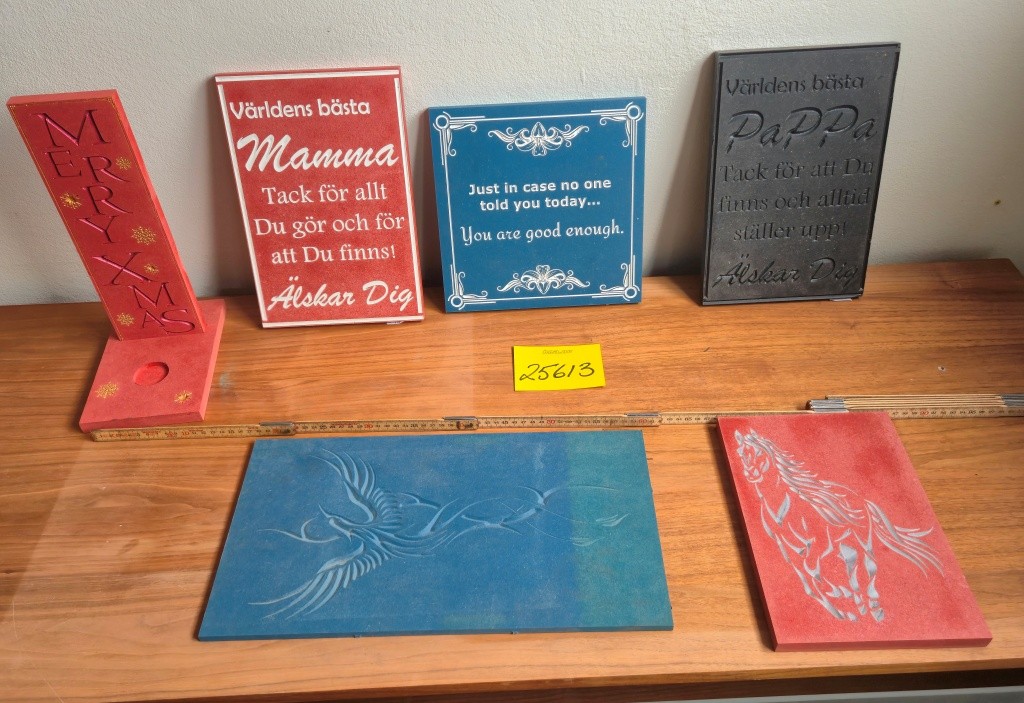 MERRY XMAS
Världens bästa
Mamma
Tack för allt
Du gör och för
att Du finns!
Älskar Dig
Just in case no one
told you today...
You are good enough.
Världens bästa
PaPPa
Tack för att Du
finns och alltid
ställer upp!
Älskar Dig
25613